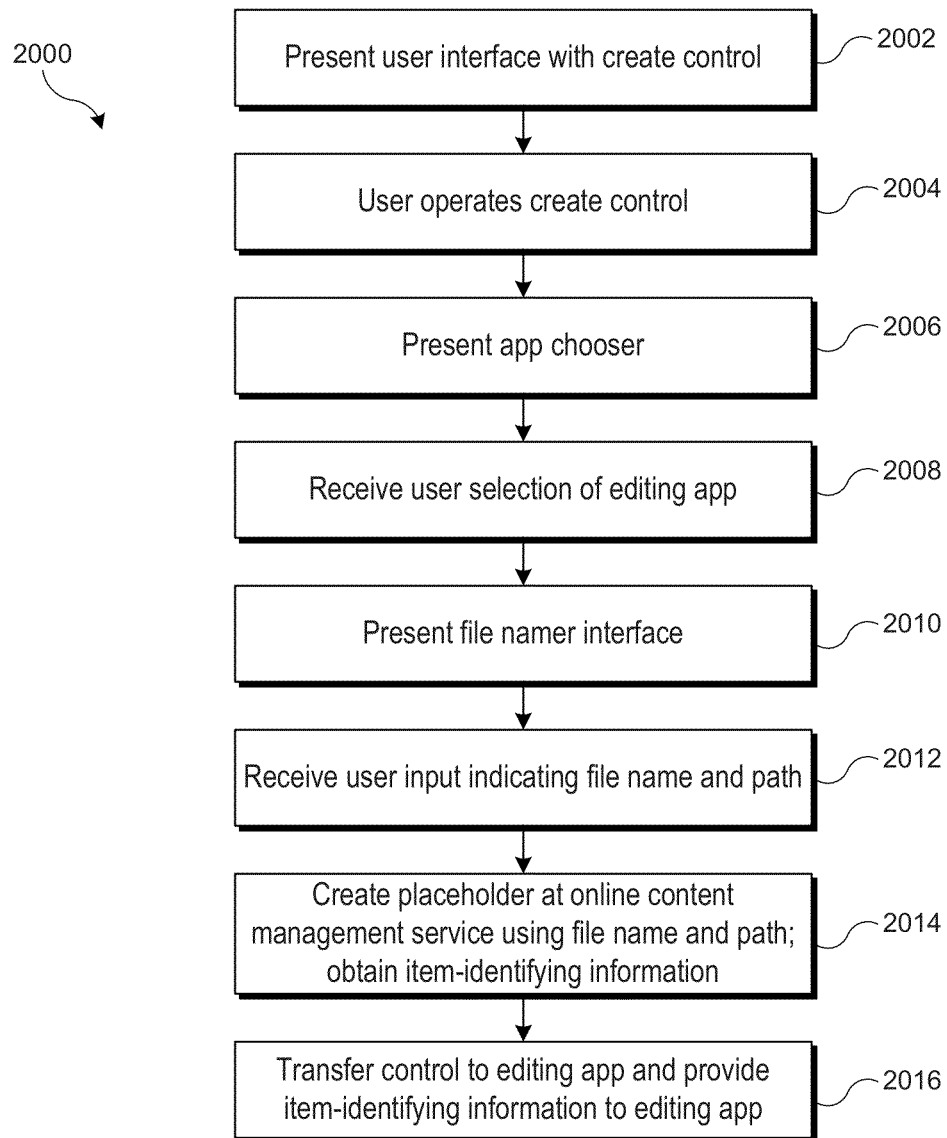 2000
Present user interface with create control
2002
User operates create control
2004
Present app chooser
2006
Receive user selection of editing app
2008
Present file namer interface
2010
Receive user input indicating file name and path
2012
Create placeholder at online content
management service using file name and path;
obtain item-identifying information
2014
Transfer control to editing app and provide
item-identifying information to editing app
2016